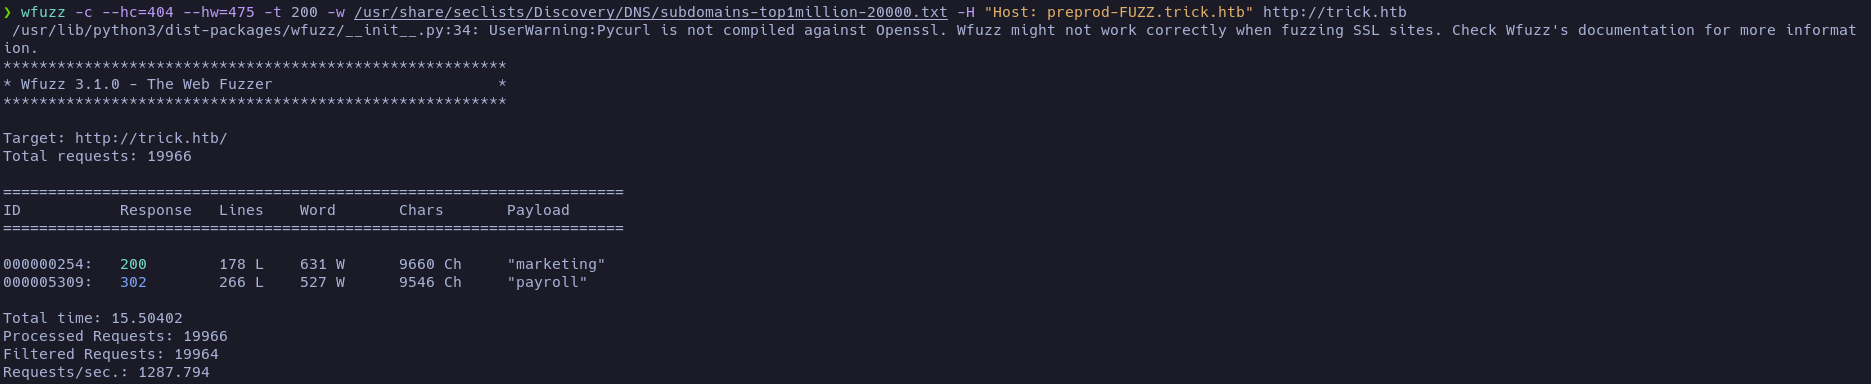 ❯ wfuzz -c --hc=404 --hw=475 -t 200 -w /usr/share/seclists/Discovery/DNS/subdomains-top1million-20000.txt -H "Host: preprod-FUZZ.trick.htb" http://trick.htb
/usr/lib/python3/dist-packages/wfuzz/__init__.py:34: UserWarning:Pycurl is not compiled against Openssl. Wfuzz might not work correctly when fuzzing SSL sites. Check Wfuzz's documentation for more informat
ion.
********************************************************
* Wfuzz 3.1.0 - The Web Fuzzer                         *
********************************************************
Target: http://trick.htb/
Total requests: 19966
=====================================================================
ID           Response   Lines    Word       Chars       Payload
=====================================================================
000000254:   200        178 L    631 W      9660 Ch     "marketing"
000005309:   302        266 L    527 W      9546 Ch     "payroll"
Total time: 15.50402
Processed Requests: 19966
Filtered Requests: 19964
Requests/sec.: 1287.794